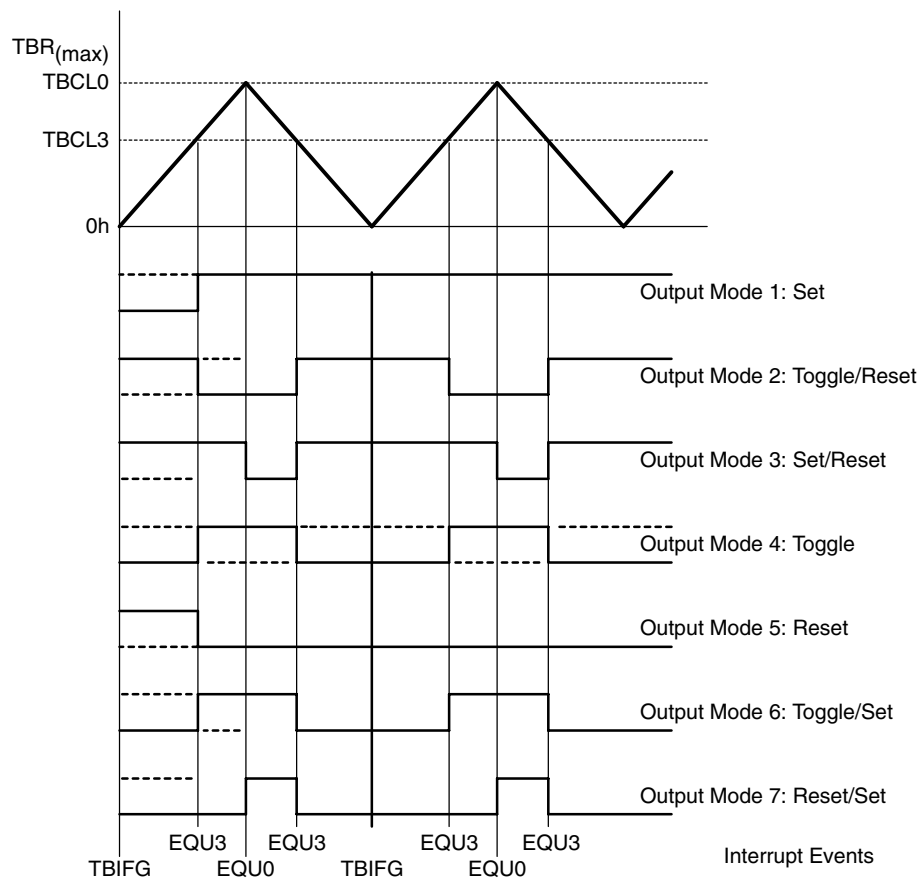 TBR(max)
TBCL0
TBCL3
0h
Output Mode 1: Set
Output Mode 2: Toggle/Reset
Output Mode 3: Set/Reset
Output Mode 4: Toggle
Output Mode 5: Reset
Output Mode 6: Toggle/Set
Output Mode 7: Reset/Set
EQU3 EQU3 EQU3 EQU3
TBIFG EQU0 TBIFG EQU0 Interrupt Events